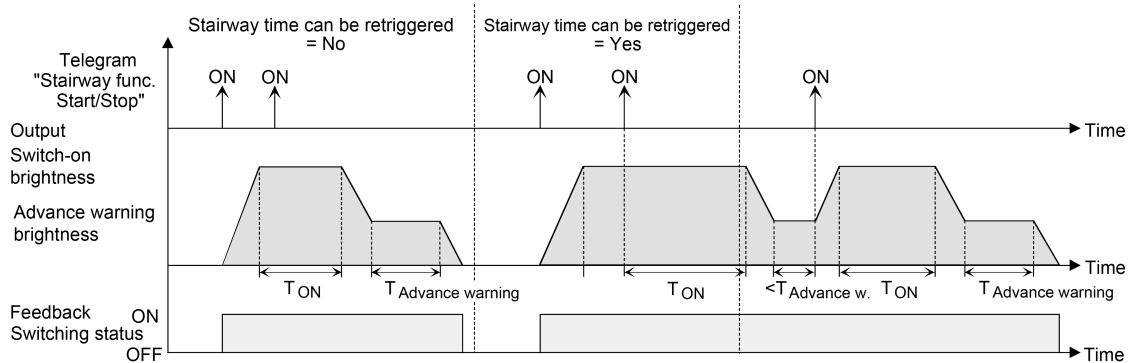 Stairway time can be retriggered
= No
Stairway time can be retriggered
= Yes
Telegram
"Stairway func.
Start/Stop"
ON
ON
ON
ON
ON
Time
Output
Switch-on
brightness
Advance warning
brightness
Time
T ON
T Advance warning
T ON
<T Advance w.
T ON
T Advance warning
Feedback
Switching status
ON
OFF
Time